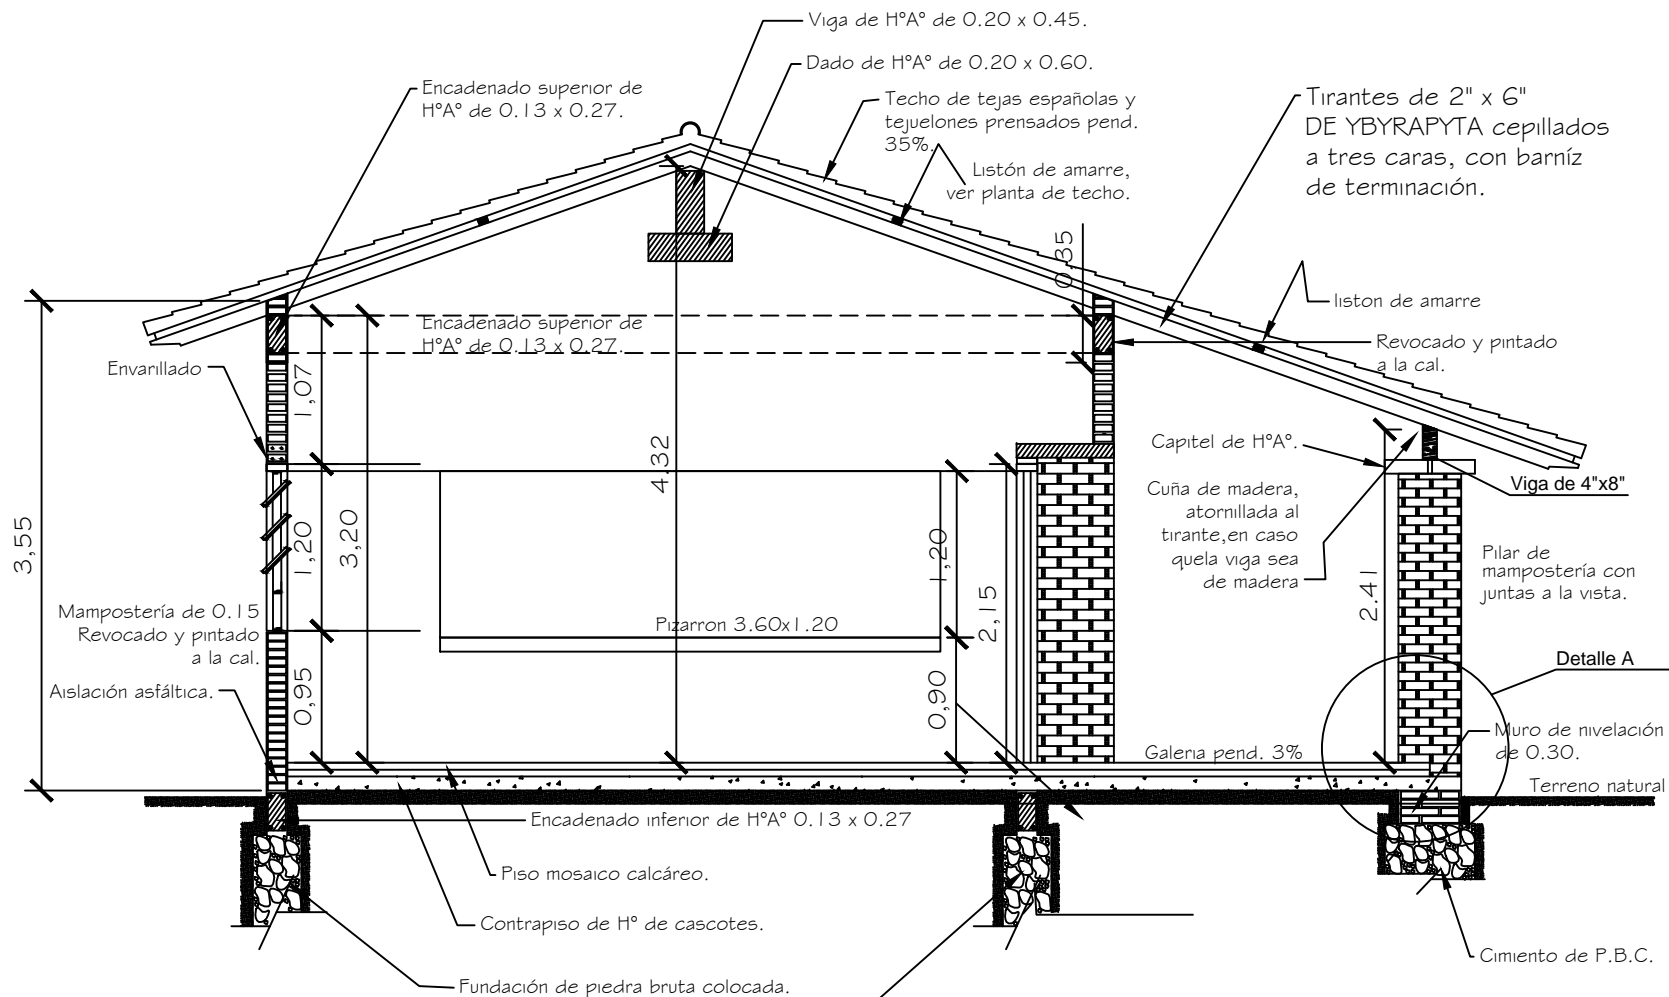 Viga de HºAº de 0.20 x 0.45.
Dado de HºAº de 0.20 x 0.60.
Encadenado superior de
HºAº de 0.13 x 0.27.
Techo de tejas españolas y
tejuelones prensados pend.
35%.
Listón de amarre,
ver planta de techo.
Tirantes de 2" x 6"
DE YBYRAPYTA cepillados
a tres caras, con barníz
de terminación.
0.35
liston de amarre
Encadenado superior de
HºAº de 0.13 x 0.27.
Revocado y pintado
a la cal.
Envarillado
1,07
3,55
1,20
3,20
4,32
Capitel de HºAº.
Viga de 4"x8"
Cuña de madera,
atornillada al
tirante,en caso
quela viga sea
de madera
1,20
2,15
2.41
Pilar de
mampostería con
juntas a la vista.
Mampostería de 0.15
Revocado y pintado
a la cal.
Pizarron 3.60x1.20
Detalle A
Aislación asfáltica.
0,95
0,90
Muro de nivelación
de 0.30.
Galeria pend. 3%
Terreno natural
Encadenado inferior de HºAº 0.13 x 0.27
Piso mosaico calcáreo.
Contrapiso de Hº de cascotes.
Cimiento de P.B.C.
Fundación de piedra bruta colocada.